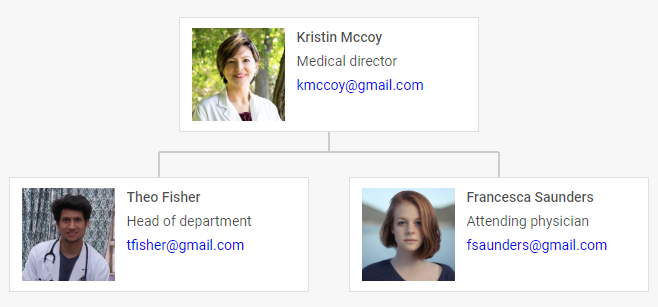 Kristin Mccoy
Medical director
kmccoy@gmail.com
Theo Fisher
Head of department
tfisher@gmail.com
Francesca Saunders
Attending physician
fsaunders@gmail.com